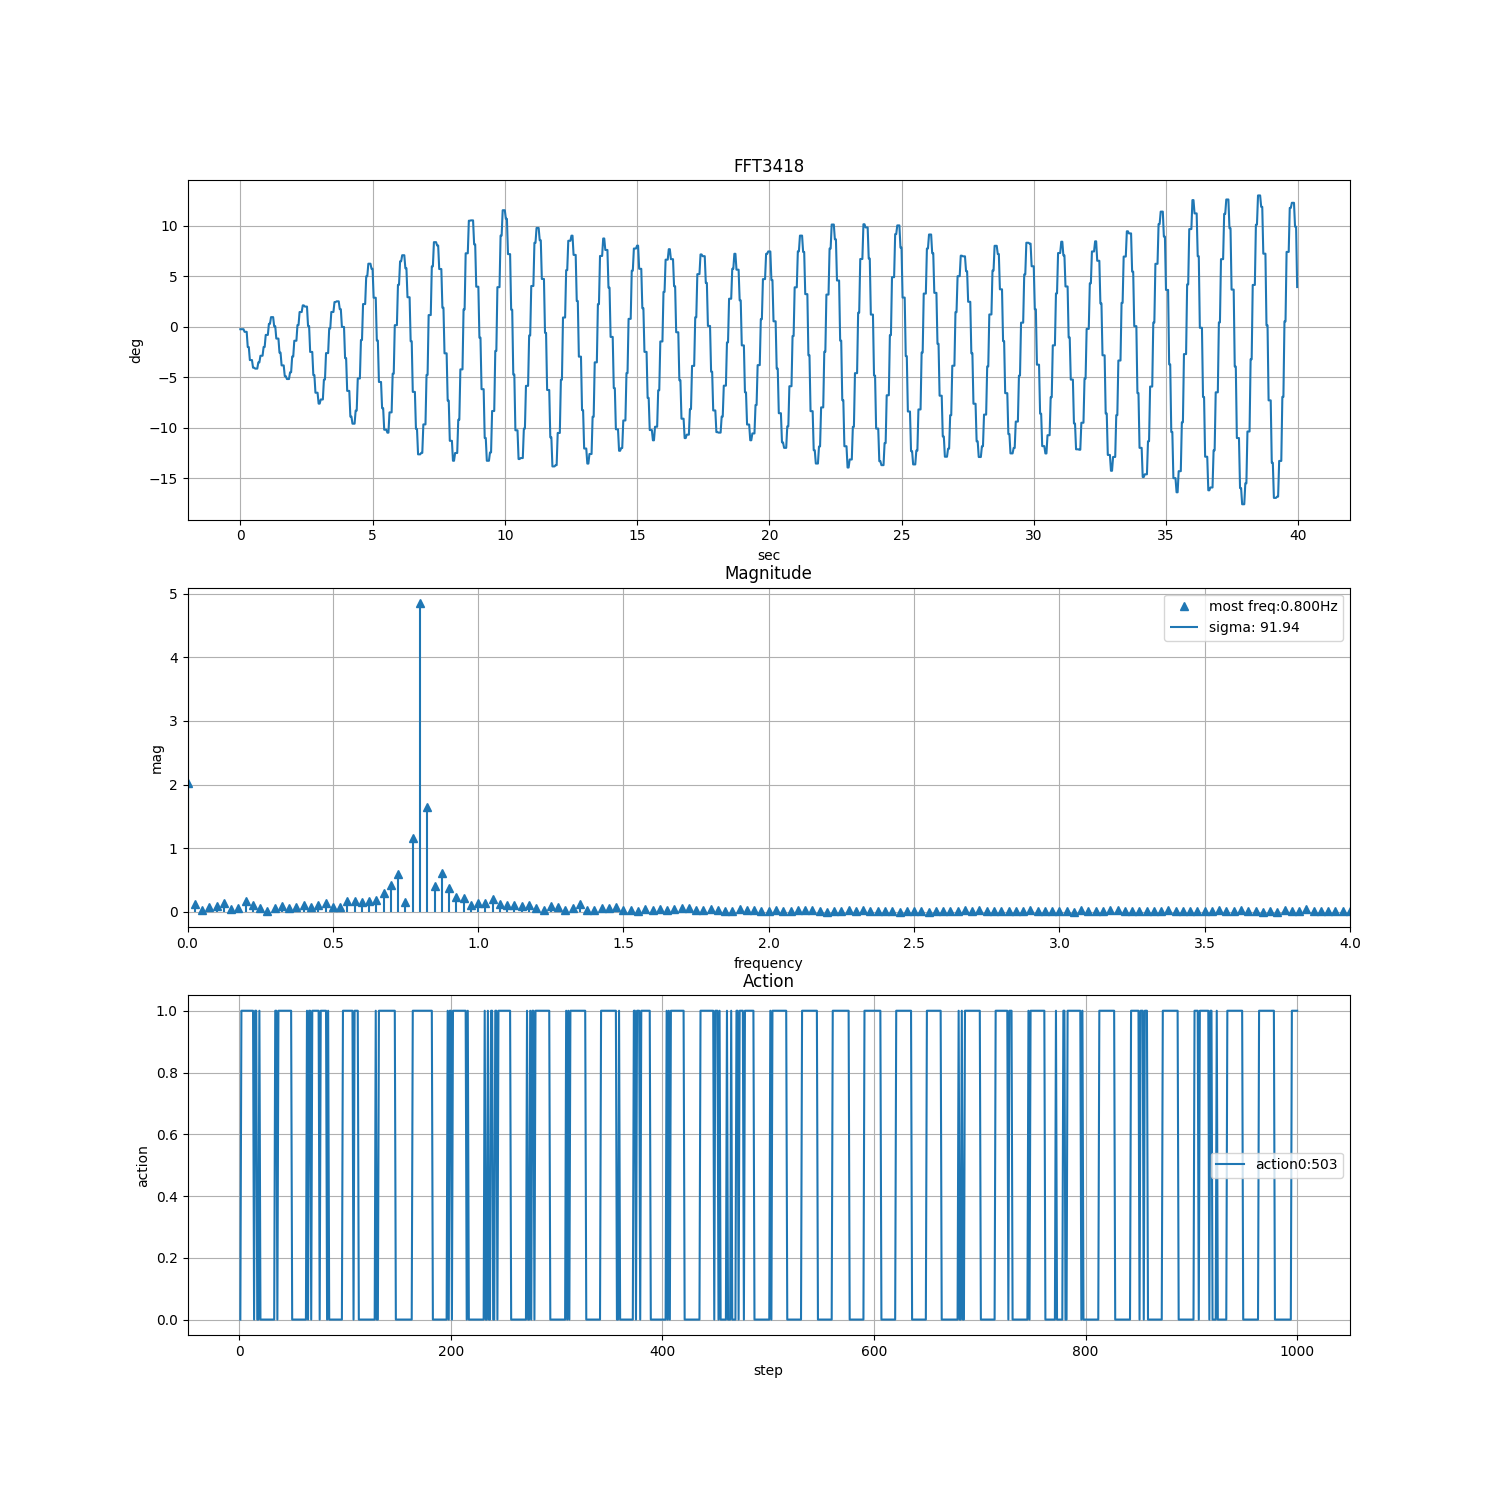 FFT3418
10
5
0
−5
−10
−15
deg
0 5 10 15 20 25 30 35 40
sec
Magnitude
5
4
3
2
1
0
mag
most freq:0.800Hz
sigma: 91.94
0.0 0.5 1.0 1.5 2.0 2.5 3.0 3.5 4.0
frequency
Action
1.0
0.8
0.6
0.4
0.2
0.0
action
action0:503
0 200 400 600 800 1000
step